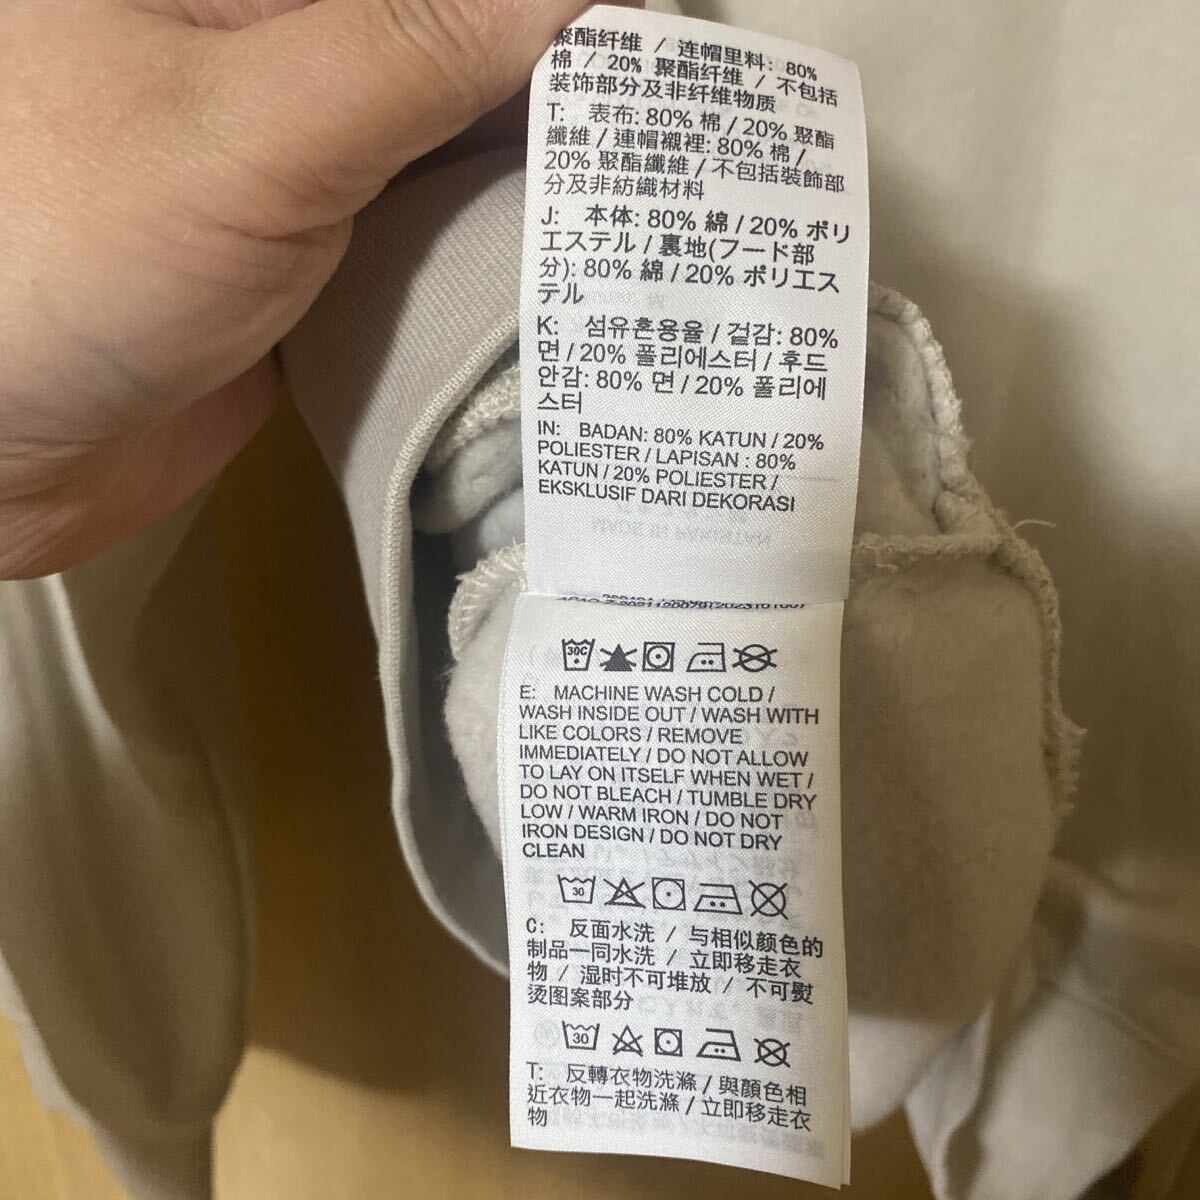 聚酯纤维 / 连帽里料: 80%
棉 / 20% 聚酯纤维 / 不包括
装饰部分及非纤维物质
T: 表布: 80% 棉 / 20% 聚酯
纖維 / 連帽襯裡: 80% 棉 /
20% 聚酯纖維 / 不包括裝飾部
分及非紡織材料
J: 本体: 80% 綿 / 20% ポリ
エステル / 裏地(フード部
分): 80% 綿 / 20% ポリエス
テル
K: 섬유혼용율 / 겉감: 80%
면 / 20% 폴리에스터 / 후드
안감: 80% 면 / 20% 폴리에
스터
IN: BADAN: 80% KATUN / 20%
POLIESTER / LAPISAN : 80%
KATUN / 20% POLIESTER /
EKSKLUSIF DARI DEKORASI
30C
E: MACHINE WASH COLD /
WASH INSIDE OUT / WASH WITH
LIKE COLORS / REMOVE
IMMEDIATELY / DO NOT ALLOW
TO LAY ON ITSELF WHEN WET /
DO NOT BLEACH / TUMBLE DRY
LOW / WARM IRON / DO NOT
IRON DESIGN / DO NOT DRY
CLEAN
30
C: 反面水洗 / 与相似颜色的
制品一同水洗 / 立即移走衣
物 / 湿时不可堆放 / 不可熨
烫图案部分
30
T: 反轉衣物洗滌 / 與顏色相
近衣物一起洗滌 / 立即移走衣
物